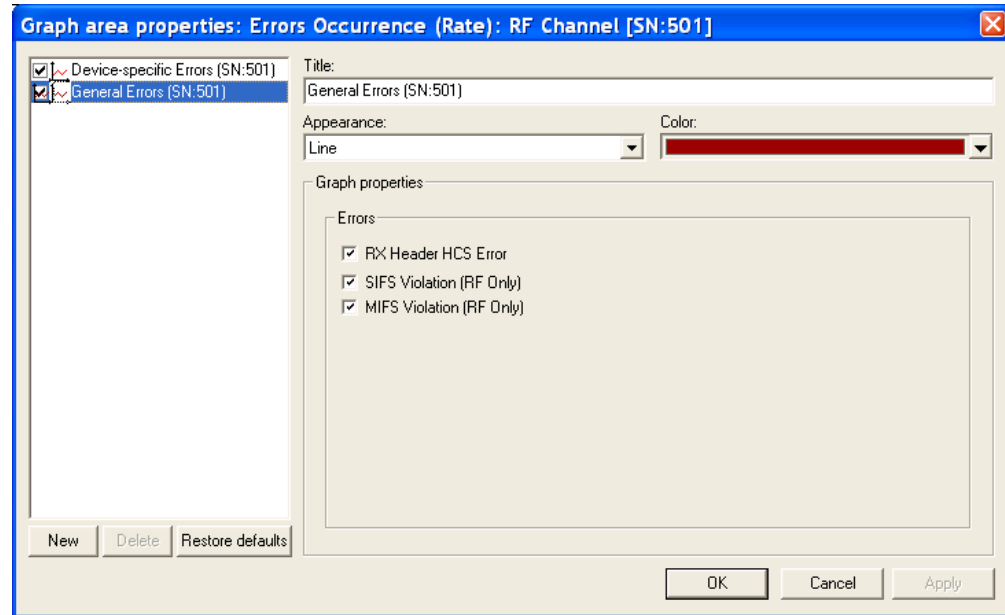 Graph area properties: Errors Occurrence (Rate): RF Channel [SN:501]
Device-specific Errors (SN:501)
General Errors (SN:501)
Title:
General Errors (SN:501)
Appearance:
Color:
Line
Graph properties
Errors
RX Header HCS Error
SIFS Violation (RF Only)
MIFS Violation (RF Only)
New
Delete
Restore defaults
OK
Cancel
Apply